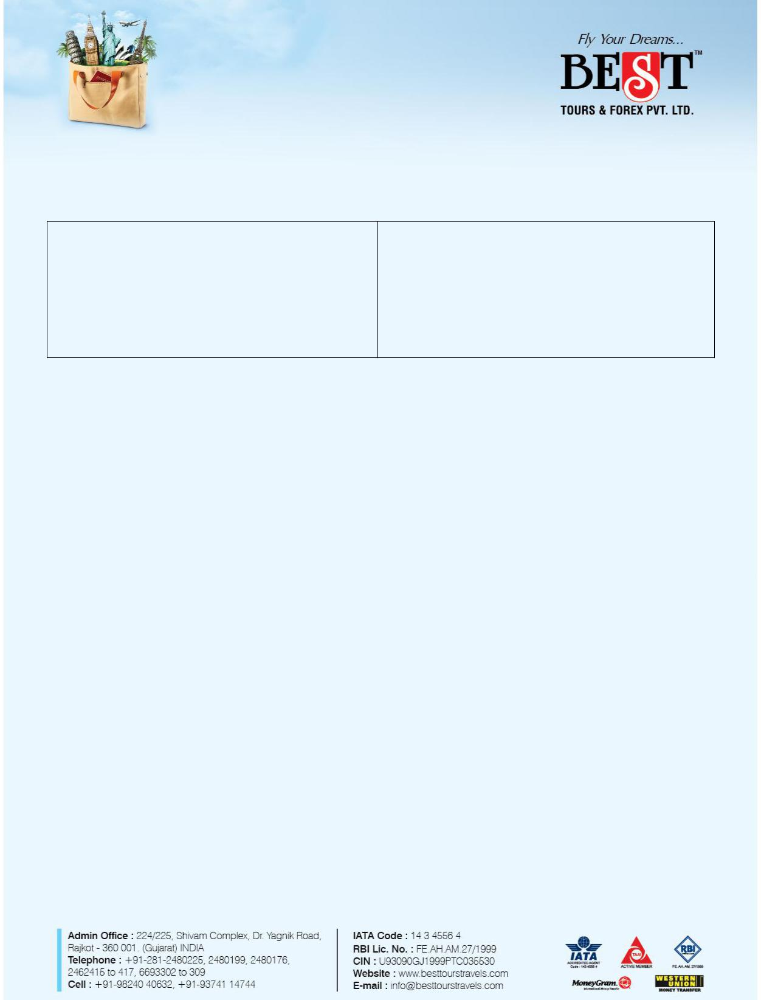 Fly Your Dreams...
BEST™
TOURS & FOREX PVT. LTD.
Admin Office : 224/225, Shivam Complex, Dr. Yagnik Road,
Rajkot - 360 001. (Gujarat) INDIA
Telephone : +91-281-2480225, 2480199, 2480176,
2462415 to 417, 6693302 to 309
Cell : +91-98240 40632, +91-93741 14744
IATA Code : 14 3 4556 4
RBI Lic. No. : FE.AH.AM.27/1999
CIN : U93090GJ1999PTC035530
Website : www.besttourstravels.com
E-mail : info@besttourstravels.com
IATA
ACCREDITED AGENT
Code : 143 4556 4
TAAI
ACTIVE MEMBER
RBI
FE. AH. AM. 27/1999
MoneyGram.
International Money Transfer
WESTERN
UNION
MONEY TRANSFER